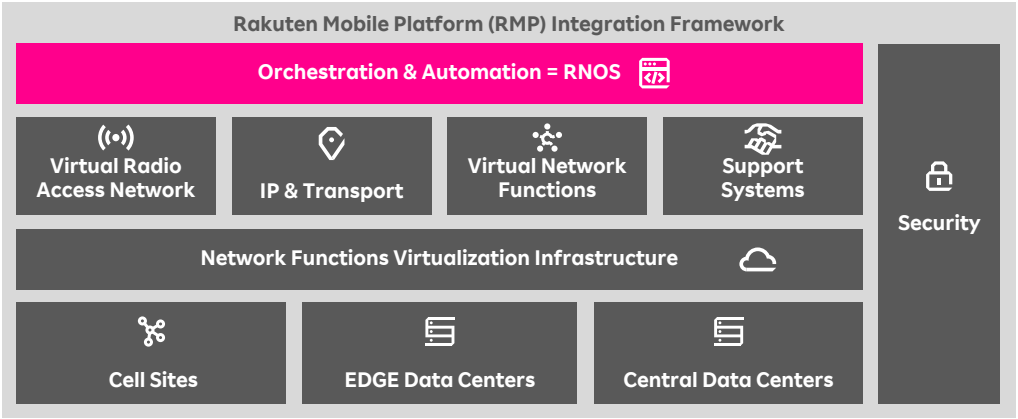 Rakuten Mobile Platform (RMP) Integration Framework
Orchestration & Automation = RNOS
Virtual Radio
Access Network
IP & Transport
Virtual Network
Functions
Support
Systems
Security
Network Functions Virtualization Infrastructure
Cell Sites
EDGE Data Centers
Central Data Centers